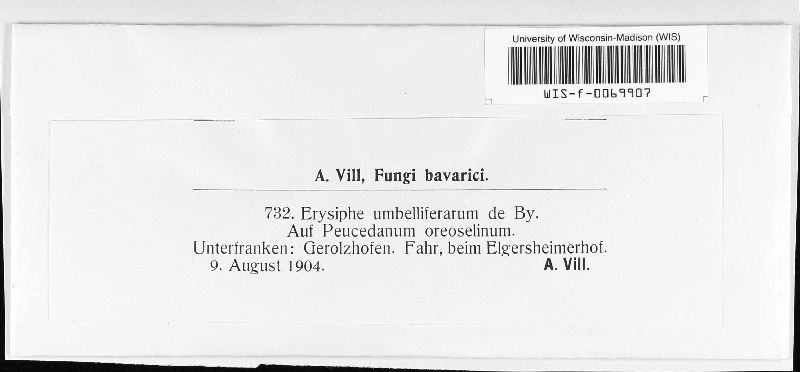 University of Wisconsin-Madison (WIS)
WIS-f-0069907
A. Vill, Fungi bavarici.
732. Erysiphe umbelliferarum de By.
Auf Peucedanum oreoselinum.
Unterfranken: Gerolzhofen. Fahr, beim Elgersheimerhof.
9. August 1904. A. Vill.